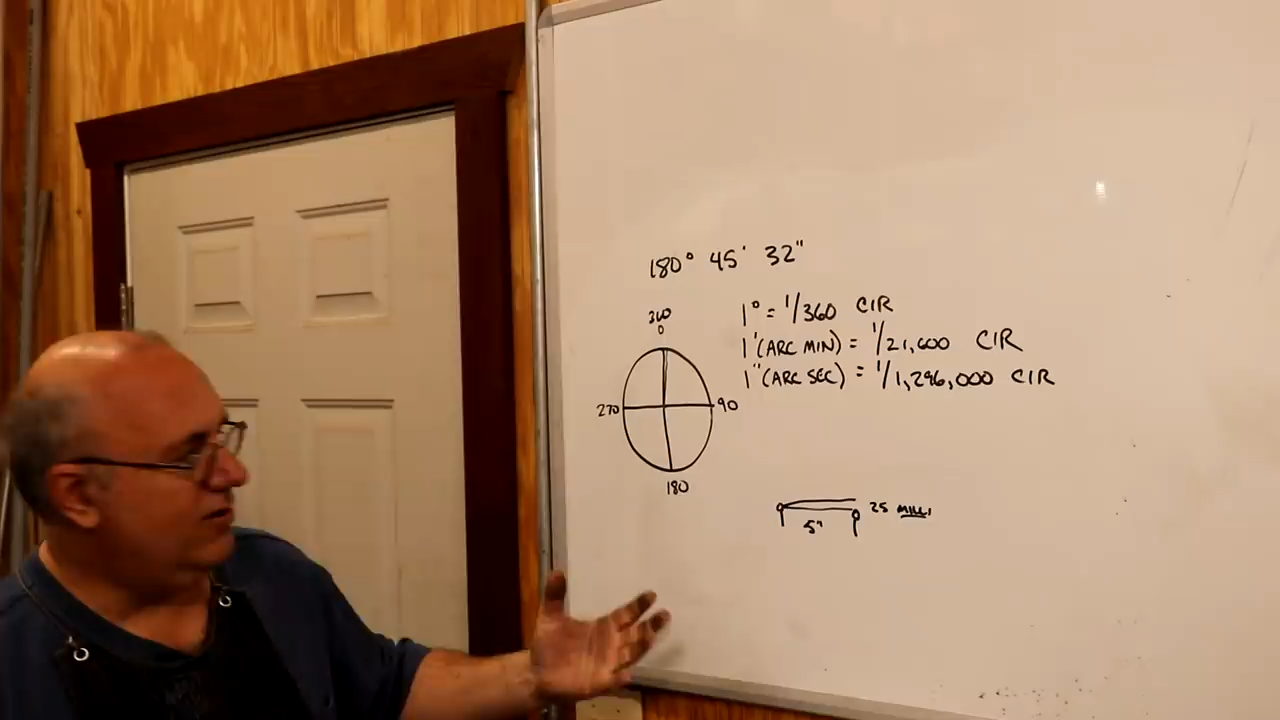 180° 45' 32"
1° = 1/360 CIR
1' (ARC MIN) = 1/21,600 CIR
1" (ARC SEC) = 1/1,296,000 CIR
360
0
270
90
180
25 MILLI
5"